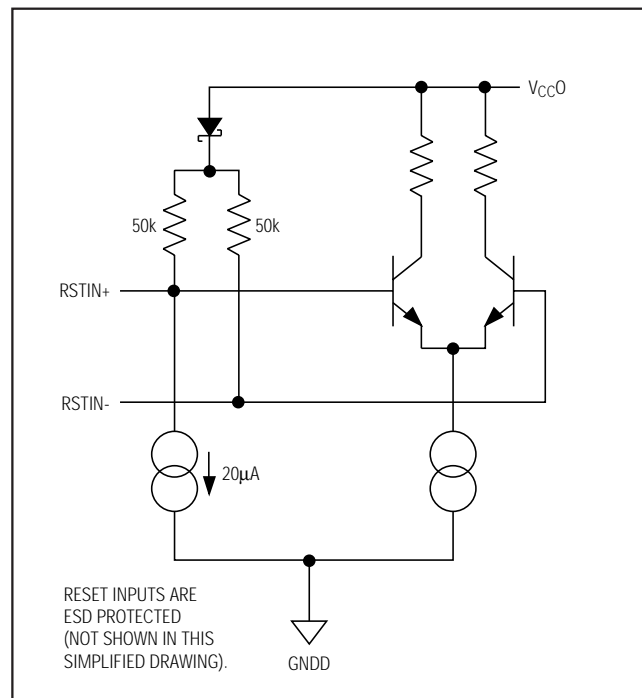 VCCO
50k
50k
RSTIN+
RSTIN-
20μA
RESET INPUTS ARE
ESD PROTECTED
(NOT SHOWN IN THIS
SIMPLIFIED DRAWING).
GNDD